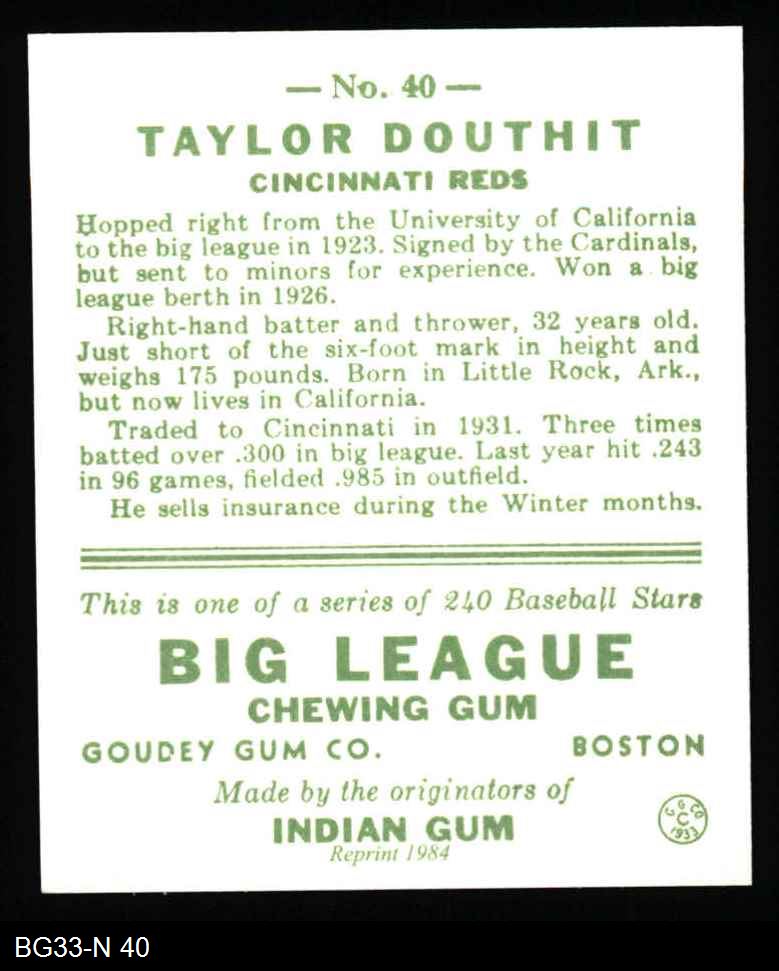 — No. 40 —
TAYLOR DOUTHIT
CINCINNATI REDS
Hopped right from the University of California
to the big league in 1923. Signed by the Cardinals,
but sent to minors for experience. Won a big
league berth in 1926.
Right-hand batter and thrower, 32 years old.
Just short of the six-foot mark in height and
weighs 175 pounds. Born in Little Rock, Ark.,
but now lives in California.
Traded to Cincinnati in 1931. Three times
batted over .300 in big league. Last year hit .243
in 96 games, fielded .985 in outfield.
He sells insurance during the Winter months.
This is one of a series of 240 Baseball Stars
BIG LEAGUE
CHEWING GUM
GOUDEY GUM CO. BOSTON
Made by the originators of
INDIAN GUM
Reprint 1984
G G CO
C
1933
BG33-N 40